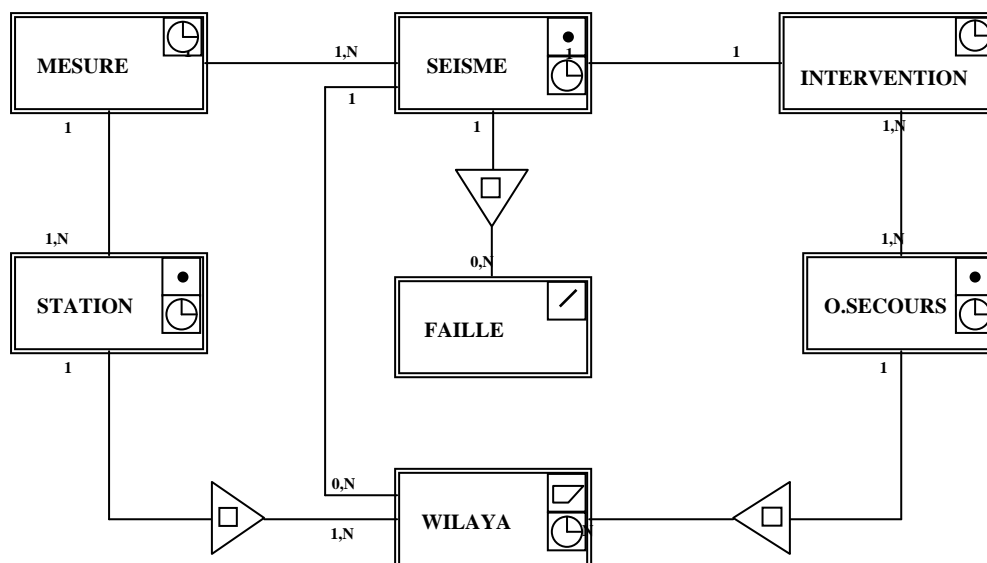 MESURE
1
1,N
SEISME
1
1
INTERVENTION
1
1
1
1,N
1,N
0,N
1,N
STATION
FAILLE
O.SECOURS
1
1
0,N
1,N
WILAYA
N